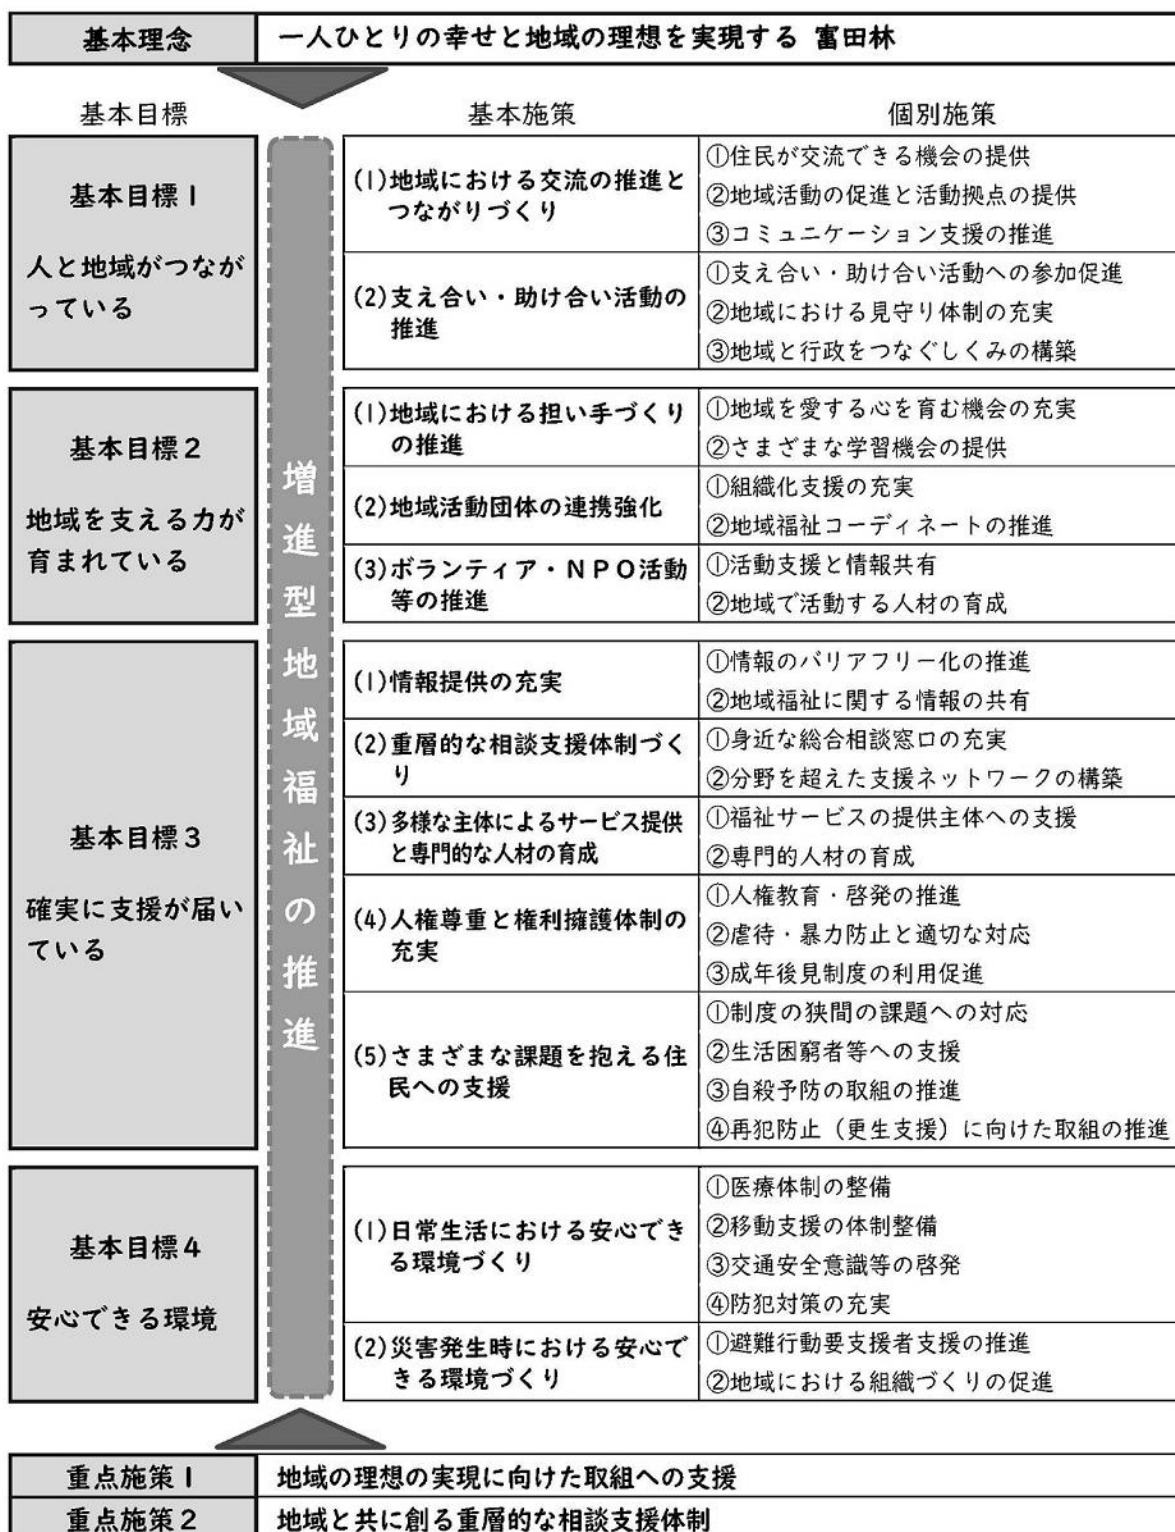 基本理念
一人ひとりの幸せと地域の理想を実現する 富田林
基本目標
基本施策
個別施策
増進型地域福祉の推進
基本目標1
人と地域がつなが
っている
(1)地域における交流の推進と
つながりづくり
①住民が交流できる機会の提供
②地域活動の促進と活動拠点の提供
③コミュニケーション支援の推進
(2)支え合い・助け合い活動の
推進
①支え合い・助け合い活動への参加促進
②地域における見守り体制の充実
③地域と行政をつなぐしくみの構築
基本目標2
地域を支える力が
育まれている
(1)地域における担い手づくり
の推進
①地域を愛する心を育む機会の充実
②さまざまな学習機会の提供
(2)地域活動団体の連携強化
①組織化支援の充実
②地域福祉コーディネートの推進
(3)ボランティア・NPO活動
等の推進
①活動支援と情報共有
②地域で活動する人材の育成
基本目標3
確実に支援が届い
ている
(1)情報提供の充実
①情報のバリアフリー化の推進
②地域福祉に関する情報の共有
(2)重層的な相談支援体制づく
り
①身近な総合相談窓口の充実
②分野を超えた支援ネットワークの構築
(3)多様な主体によるサービス提供
と専門的な人材の育成
①福祉サービスの提供主体への支援
②専門的人材の育成
(4)人権尊重と権利擁護体制の
充実
①人権教育・啓発の推進
②虐待・暴力防止と適切な対応
③成年後見制度の利用促進
(5)さまざまな課題を抱える住
民への支援
①制度の狭間の課題への対応
②生活困窮者等への支援
③自殺予防の取組の推進
④再犯防止（更生支援）に向けた取組の推進
基本目標4
安心できる環境
(1)日常生活における安心でき
る環境づくり
①医療体制の整備
②移動支援の体制整備
③交通安全意識等の啓発
④防犯対策の充実
(2)災害発生時における安心で
きる環境づくり
①避難行動要支援者支援の推進
②地域における組織づくりの促進
重点施策1
地域の理想の実現に向けた取組への支援
重点施策2
地域と共に創る重層的な相談支援体制